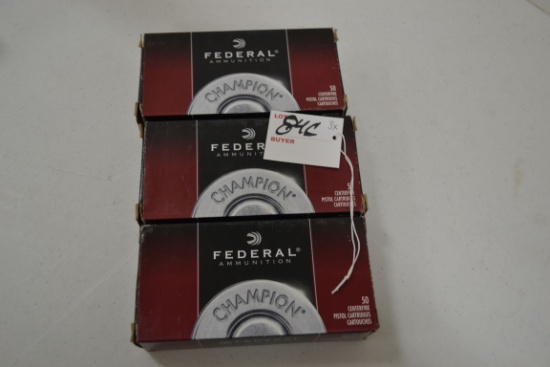 FEDERAL®
AMMUNITION
CHAMPION®
50
CENTERFIRE
PISTOL CARTRIDGES
CARTOUCHES
LOT
84C
3x
BUYER
FEDERAL
AMMUNITION
CHAMPION®
5
CENTERFIRE
PISTOL CARTRIDGES
CARTOUCHES
FEDERAL®
AMMUNITION
CHAMPION®
50
CENTERFIRE
PISTOL CARTRIDGES
CARTOUCHES